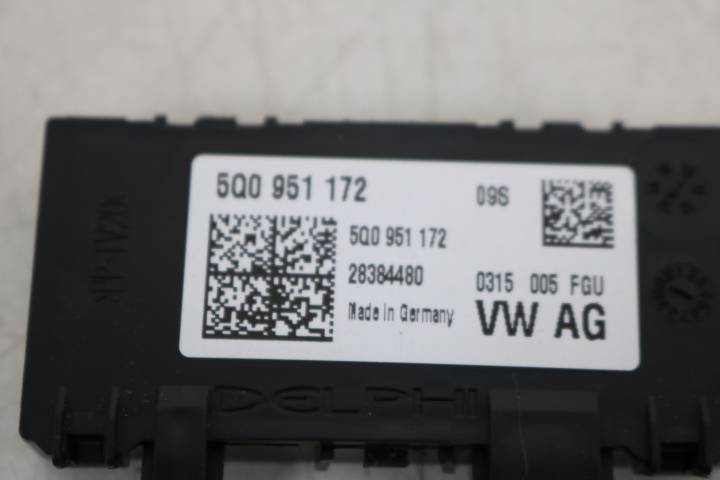 5Q0 951 172
09S
5Q0 951 172
28384480
0315 005 FGU
Made in Germany
VW AG
DELPHI